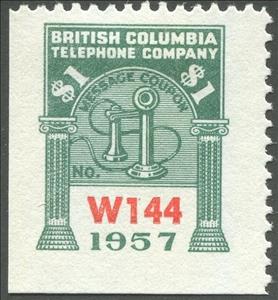 BRITISH COLUMBIA
TELEPHONE COMPANY
$1 $1
MESSAGE COUPON
NO.
W144
1957